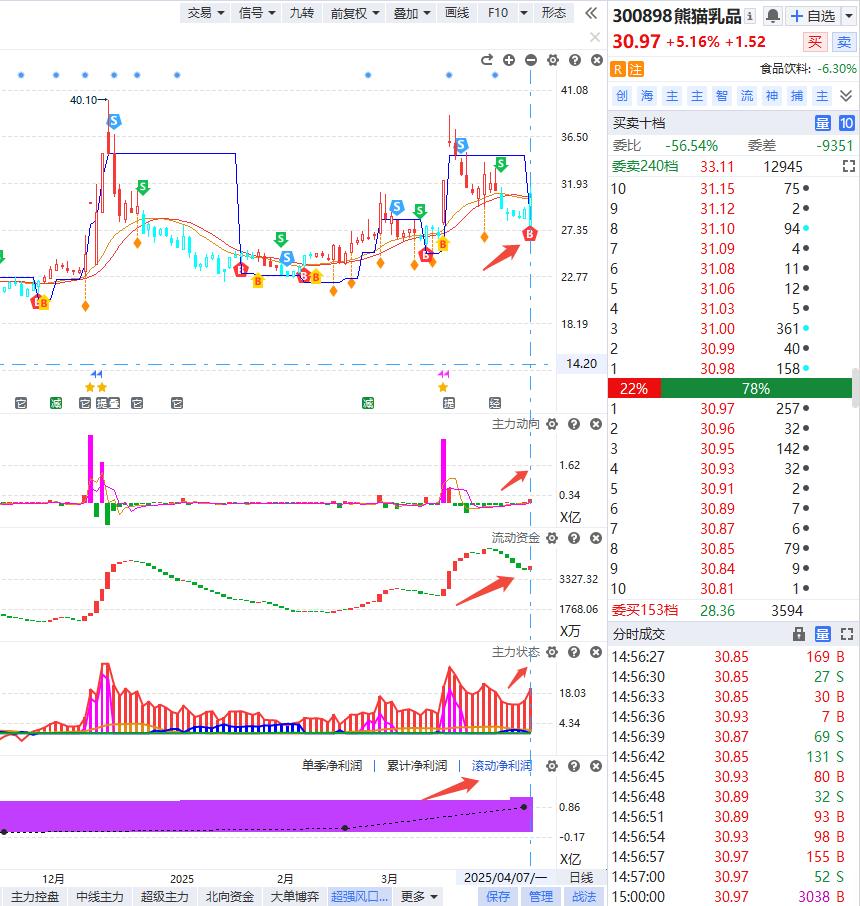 交易 信号 九转 前复权 叠加 画线 F10 形态
300898 熊猫乳品 自选
30.97 +5.16% +1.52 买 卖
R 注 食品饮料: -6.30%
创 海 主 主 智 流 神 捕 主
买卖十档 量 10
委比 -56.54% 委差 -9351
委卖240档 33.11 12945
10 31.15 75
9 31.12 2
8 31.10 94
7 31.09 4
6 31.08 11
5 31.06 12
4 31.03 5
3 31.00 361
2 30.99 40
1 30.98 158
22% 78%
1 30.97 257
2 30.96 32
3 30.95 142
4 30.93 32
5 30.91 2
6 30.89 7
7 30.87 6
8 30.85 79
9 30.84 9
10 30.81 1
委买153档 28.36 3594
分时成交 量
14:56:27 30.85 169 B
14:56:30 30.85 27 S
14:56:33 30.85 30 B
14:56:36 30.93 7 B
14:56:39 30.87 69 S
14:56:42 30.85 131 S
14:56:45 30.93 80 B
14:56:48 30.89 32 S
14:56:51 30.89 93 B
14:56:54 30.93 98 B
14:56:57 30.97 155 B
14:57:00 30.97 52 S
15:00:00 30.97 3038 B
41.08
40.10
S
36.50
S
S
31.93
S
S
S
27.35
B
S
S
B
B
22.77
B
B
B
B
B
18.19
14.20
它 减 它 提 它 它 减 提 经
主力动向
1.62
0.34
X亿
流动资金
3327.32
1768.06
X万
主力状态
18.03
4.34
单季净利润 | 累计净利润 | 滚动净利润
0.86
-0.17
X亿
12月 2025 2月 3月 2025/04/07/一 日线
主力控盘 中线主力 超级主力 北向资金 大单博弈 超强风口... 更多 保存 管理 战法